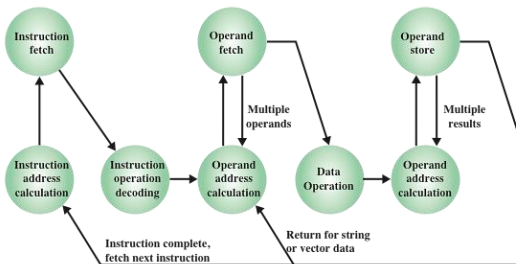 Instruction
fetch
Operand
fetch
Operand
store
Multiple
operands
Multiple
results
Instruction
address
calculation
Instruction
operation
decoding
Operand
address
calculation
Data
Operation
Operand
address
calculation
Instruction complete,
fetch next instruction
Return for string
or vector data